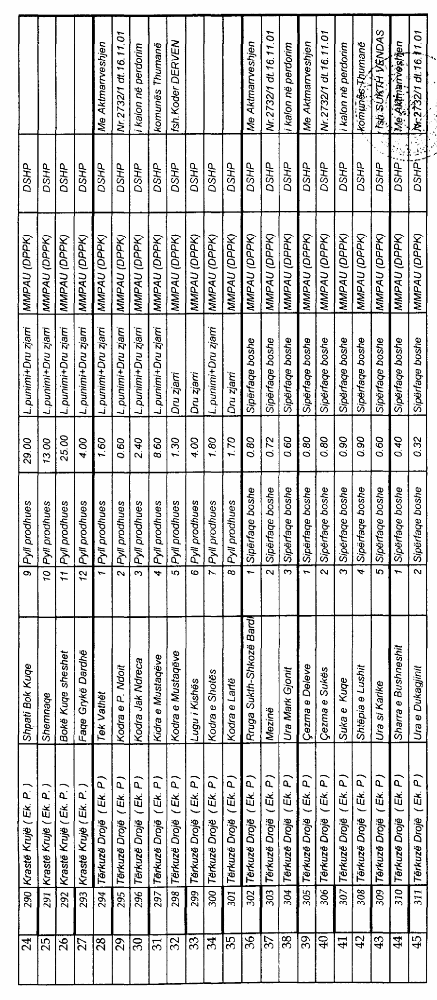 24 290 Krastë Krujë ( Ek. P. ) Shpati Bok Kuqe 9 Pyll prodhues 29.00 L.punimi+Dru zjarri MMPAU (DPPK) DSHP
25 291 Krastë Krujë ( Ek. P. ) Shemnaqe 10 Pyll prodhues 13.00 L.punimi+Dru zjarri MMPAU (DPPK) DSHP
26 292 Krastë Krujë ( Ek. P. ) Bokë Kuqe sheshet 11 Pyll prodhues 25.00 L.punimi+Dru zjarri MMPAU (DPPK) DSHP
27 293 Krastë Krujë ( Ek. P. ) Faqe Grykë Dardhë 12 Pyll prodhues 4.00 L.punimi+Dru zjarri MMPAU (DPPK) DSHP
28 294 Tërkuzë Drojë ( Ek. P ) Tek Vathët 1 Pyll prodhues 1.60 L.punimi+Dru zjarri MMPAU (DPPK) DSHP Me Aktmarrveshjen
29 295 Tërkuzë Drojë ( Ek. P ) Kodra e P. Ndoit 2 Pyll prodhues 0.60 L.punimi+Dru zjarri MMPAU (DPPK) DSHP Nr.2732/1 dt.16.11.01
30 296 Tërkuzë Drojë ( Ek. P ) Kodra Jak Ndreca 3 Pyll prodhues 2.40 L.punimi+Dru zjarri MMPAU (DPPK) DSHP i kalon në perdorim
31 297 Tërkuzë Drojë ( Ek. P ) Kidra e Mustaqëve 4 Pyll prodhues 8.60 L.punimi+Dru zjarri MMPAU (DPPK) DSHP komunës Thumanë
32 298 Tërkuzë Drojë ( Ek. P ) Kodra e Mustaqëve 5 Pyll prodhues 1.30 Dru zjarri MMPAU (DPPK) DSHP fsh.Koder DERVEN
33 299 Tërkuzë Drojë ( Ek. P ) Lugu i Kishës 6 Pyll prodhues 4.00 Dru zjarri MMPAU (DPPK) DSHP
34 300 Tërkuzë Drojë ( Ek. P ) Kodra e Shotës 7 Pyll prodhues 1.80 L.punimi+Dru zjarri MMPAU (DPPK) DSHP
35 301 Tërkuzë Drojë ( Ek. P ) Kodra e Lartë 8 Pyll prodhues 1.70 Dru zjarri MMPAU (DPPK) DSHP
36 302 Tërkuzë Drojë ( Ek. P ) Rruga Sukth-Shkozë Bardh 1 Sipërfaqe boshe 0.80 Sipërfaqe boshe MMPAU (DPPK) DSHP Me Aktmarrveshjen
37 303 Tërkuzë Drojë ( Ek. P ) Mezinë 2 Sipërfaqe boshe 0.72 Sipërfaqe boshe MMPAU (DPPK) DSHP Nr.2732/1 dt.16.11.01
38 304 Tërkuzë Drojë ( Ek. P ) Ura Mark Gjonit 3 Sipërfaqe boshe 0.60 Sipërfaqe boshe MMPAU (DPPK) DSHP i kalon në perdorim
39 305 Tërkuzë Drojë ( Ek. P ) Çezma e Deleve 1 Sipërfaqe boshe 0.80 Sipërfaqe boshe MMPAU (DPPK) DSHP Me Aktmarrveshjen
40 306 Tërkuzë Drojë ( Ek. P ) Çezma e Sukës 2 Sipërfaqe boshe 0.80 Sipërfaqe boshe MMPAU (DPPK) DSHP Nr.2732/1 dt.16.11.01
41 307 Tërkuzë Drojë ( Ek. P ) Suka e Kuqe 3 Sipërfaqe boshe 0.90 Sipërfaqe boshe MMPAU (DPPK) DSHP i kalon në perdorim
42 308 Tërkuzë Drojë ( Ek. P ) Shtëpia e Lushit 4 Sipërfaqe boshe 0.90 Sipërfaqe boshe MMPAU (DPPK) DSHP komunës Thumanë
43 309 Tërkuzë Drojë ( Ek. P ) Ura si Karike 5 Sipërfaqe boshe 0.60 Sipërfaqe boshe MMPAU (DPPK) DSHP fsh.SUKTH VENDAS
44 310 Tërkuzë Drojë ( Ek. P ) Sharra e Bushneshit 1 Sipërfaqe boshe 0.40 Sipërfaqe boshe MMPAU (DPPK) DSHP Me Aktmarrveshjen
45 311 Tërkuzë Drojë ( Ek. P ) Ura e Dukagjinit 2 Sipërfaqe boshe 0.32 Sipërfaqe boshe MMPAU (DPPK) DSHP Nr.2732/1 dt.16.11.01